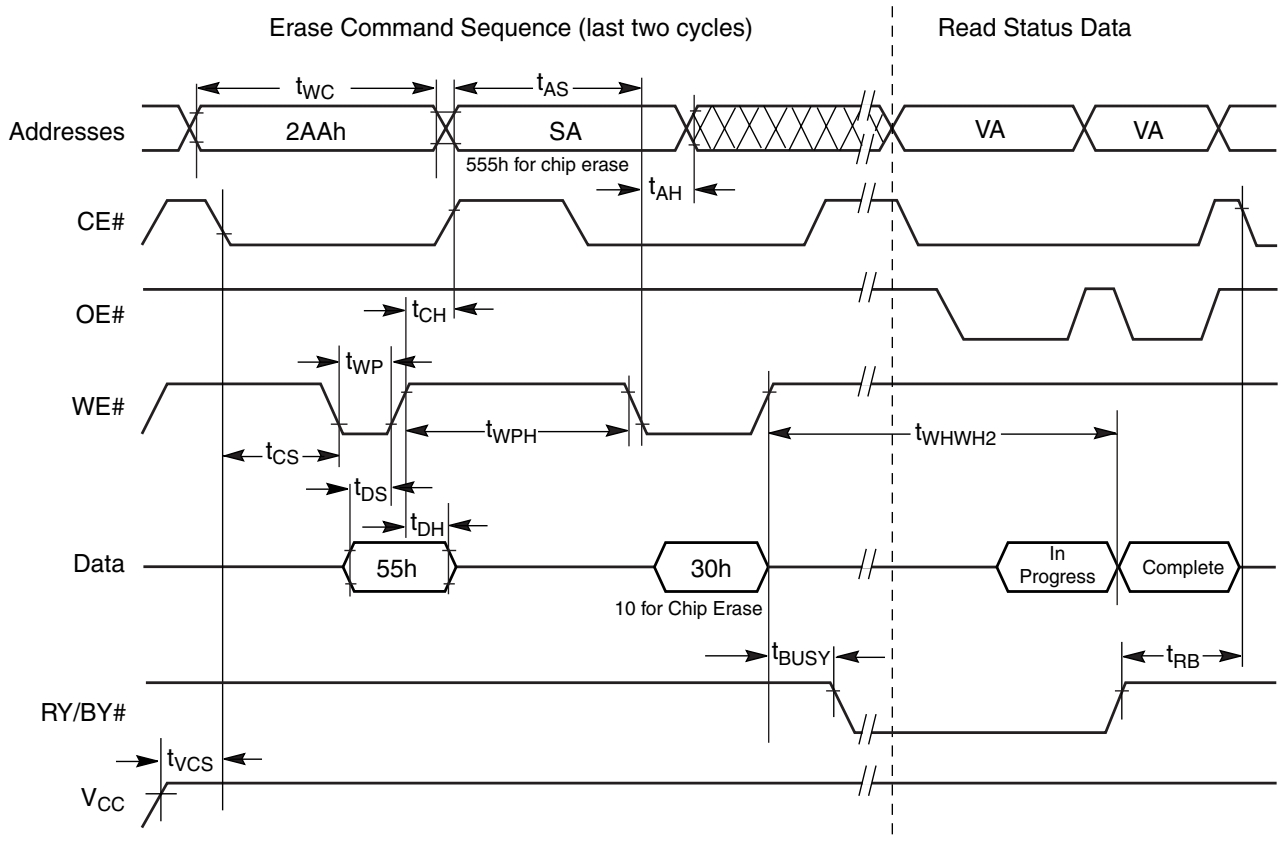 Erase Command Sequence (last two cycles)
Read Status Data
tWC
tAS
Addresses
2AAh
SA
VA
VA
555h for chip erase
tAH
CE#
OE#
tCH
tWP
WE#
tWPH
tWHWH2
tCS
tDS
tDH
Data
55h
30h
In
Progress
Complete
10 for Chip Erase
tBUSY
tRB
RY/BY#
tVCS
VCC